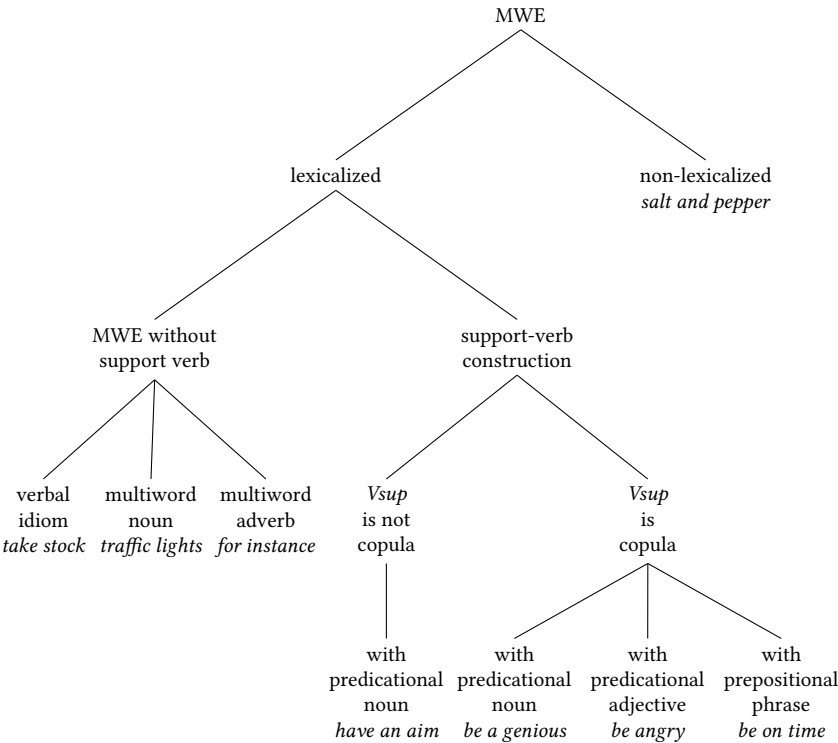 MWE
lexicalized
non-lexicalized
salt and pepper
MWE without
support verb
support-verb
construction
verbal
idiom
take stock
multiword
noun
traffic lights
multiword
adverb
for instance
Vsup
is not
copula
Vsup
is
copula
with
predicational
noun
have an aim
with
predicational
noun
be a genious
with
predicational
adjective
be angry
with
prepositional
phrase
be on time